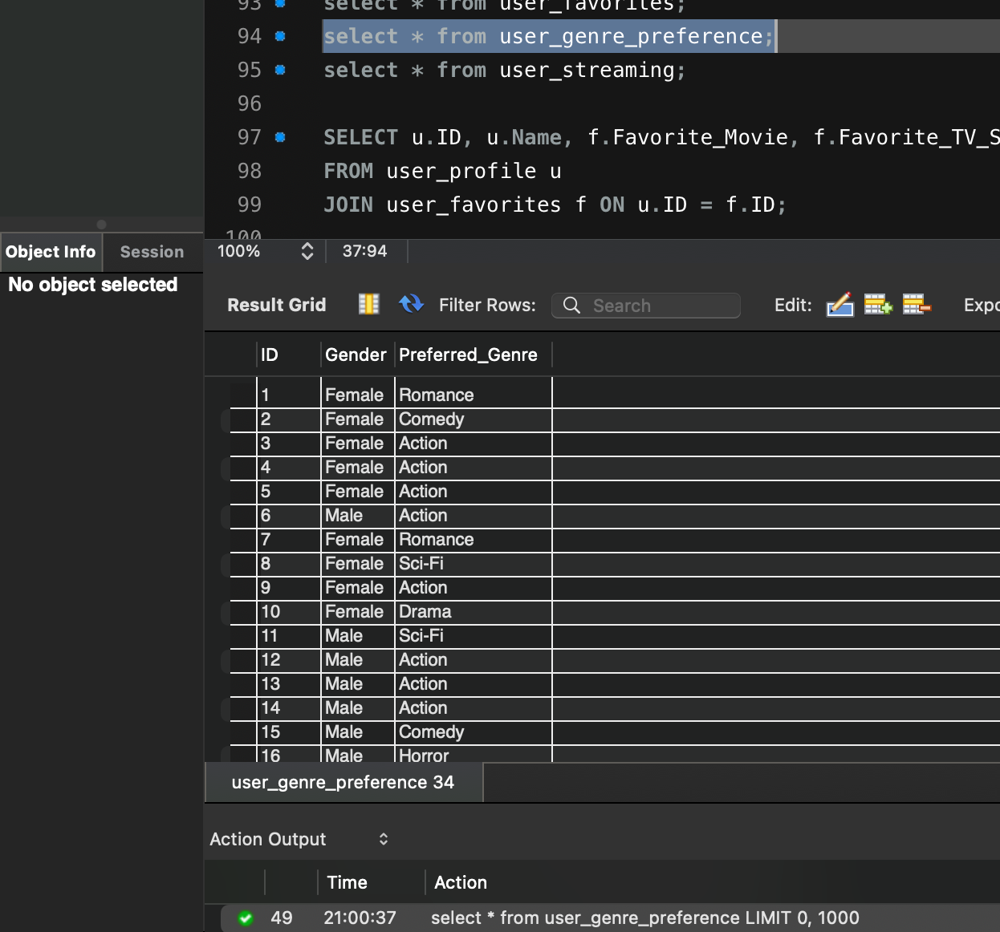 93 select * from user_favorites;
94 select * from user_genre_preference;
95 select * from user_streaming;
96
97 SELECT u.ID, u.Name, f.Favorite_Movie, f.Favorite_TV_S
98 FROM user_profile u
99 JOIN user_favorites f ON u.ID = f.ID;
100
Object Info Session
No object selected
100% 37:94
Result Grid Filter Rows: Search Edit: Expo
ID Gender Preferred_Genre
1 Female Romance
2 Female Comedy
3 Female Action
4 Female Action
5 Female Action
6 Male Action
7 Female Romance
8 Female Sci-Fi
9 Female Action
10 Female Drama
11 Male Sci-Fi
12 Male Action
13 Male Action
14 Male Action
15 Male Comedy
16 Male Horror
user_genre_preference 34
Action Output
Time Action
49 21:00:37 select * from user_genre_preference LIMIT 0, 1000